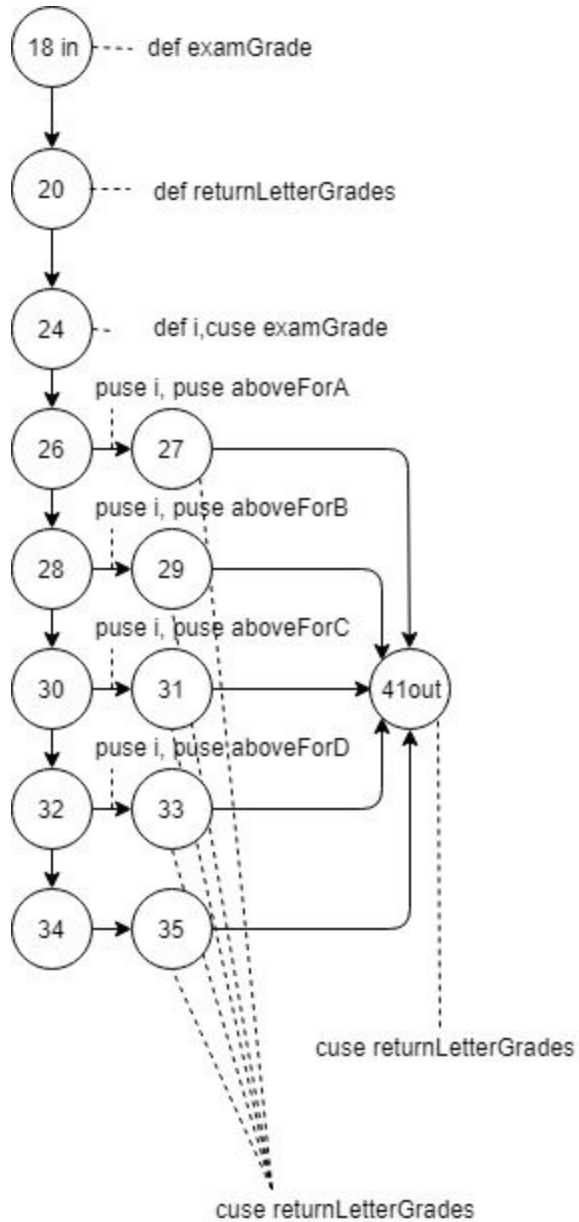 18 in
def examGrade
20
def returnLetterGrades
24
def i,cuse examGrade
puse i, puse aboveForA
26
27
puse i, puse aboveForB
28
29
puse i, puse aboveForC
30
31
41out
puse i, puse aboveForD
32
33
34
35
cuse returnLetterGrades
cuse returnLetterGrades